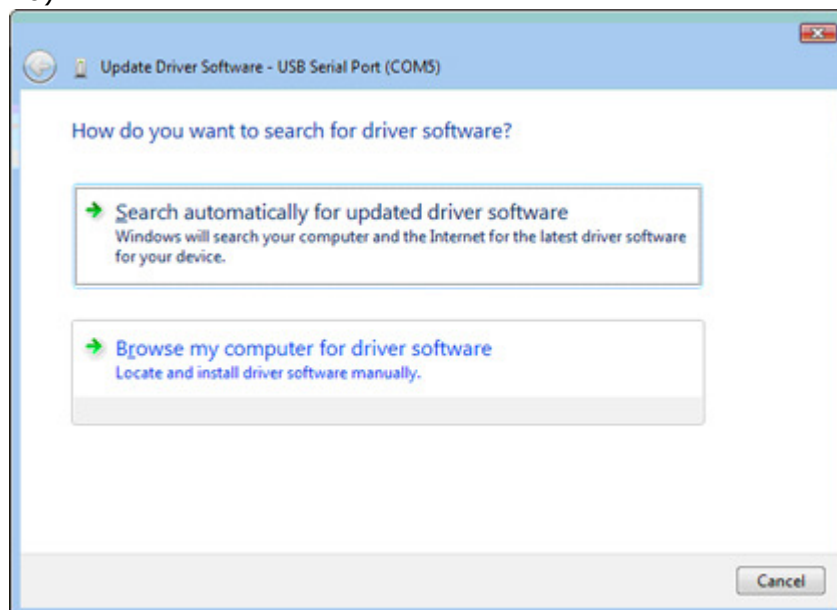 Update Driver Software - USB Serial Port (COM5)
How do you want to search for driver software?
Search automatically for updated driver software
Windows will search your computer and the Internet for the latest driver software
for your device.
Browse my computer for driver software
Locate and install driver software manually.
Cancel